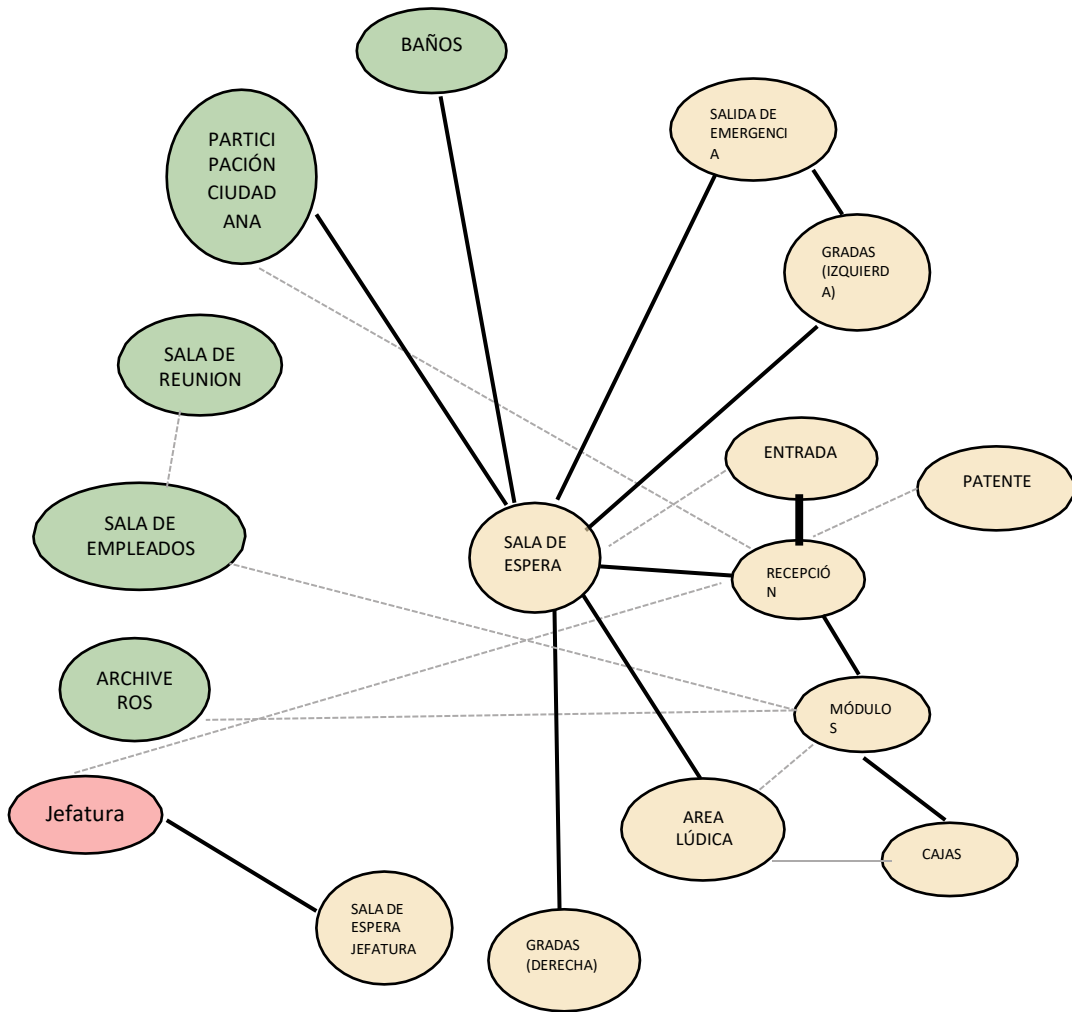 BAÑOS
SALIDA DE
EMERGENCI
A
PARTICI
PACIÓN
CIUDAD
ANA
GRADAS
(IZQUIERD
A)
SALA DE
REUNION
ENTRADA
PATENTE
SALA DE
EMPLEADOS
SALA DE
ESPERA
RECEPCIÓ
N
ARCHIVE
ROS
MÓDULO
S
Jefatura
AREA
LÚDICA
CAJAS
SALA DE
ESPERA
JEFATURA
GRADAS
(DERECHA)